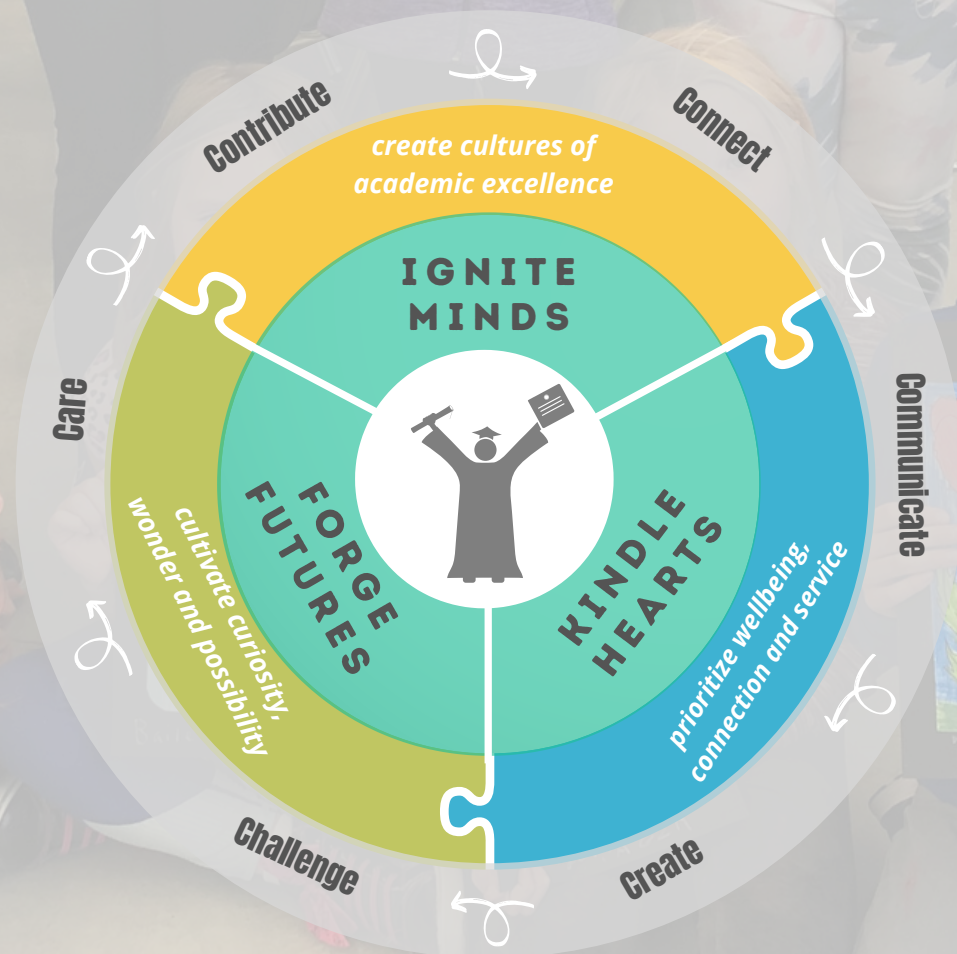 Contribute
Connect
Communicate
Create
Challenge
Care
create cultures of
academic excellence
IGNITE
MINDS
KINDLE
HEARTS
prioritize wellbeing,
connection and service
FORGE
FUTURES
cultivate curiosity,
wonder and possibility